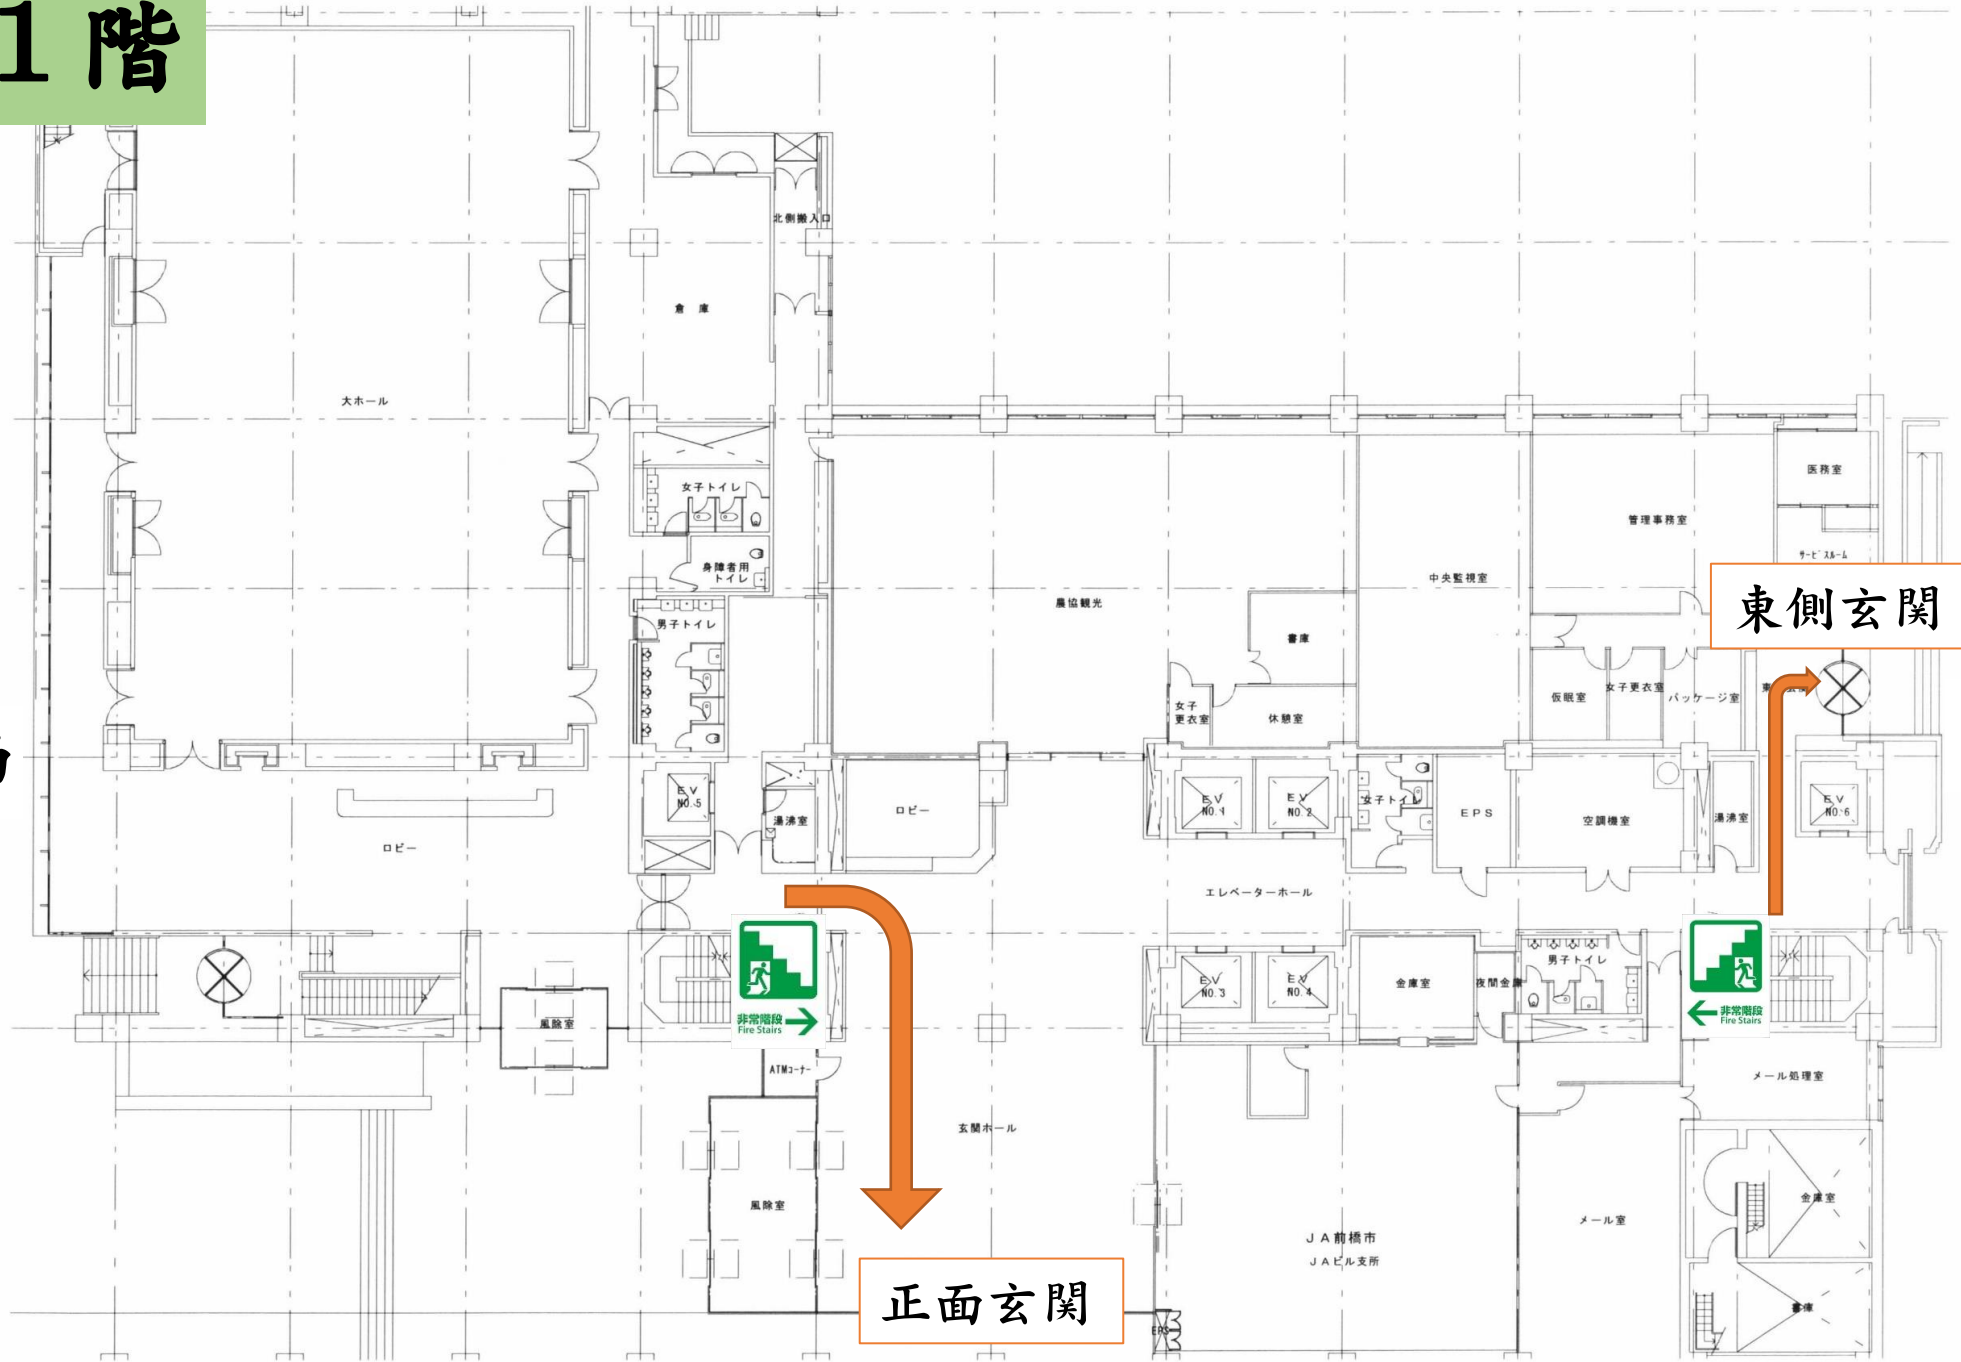 1階
北側搬入口
倉庫
大ホール
女子トイレ
身障者用
トイレ
男子トイレ
農協観光
書庫
女子
更衣室
休憩室
中央監視室
管理事務室
医務室
サービスルーム
東側玄関
仮眠室
女子更衣室
パッケージ室
EV
NO.5
湯沸室
ロビー
ロビー
EV
NO.1
EV
NO.2
女子トイレ
EPS
空調機室
湯沸室
EV
NO.6
エレベーターホール
非常階段
Fire Stairs
EV
NO.3
EV
NO.4
金庫室
夜間金庫
男子トイレ
非常階段
Fire Stairs
風除室
ATMコーナー
メール処理室
玄関ホール
風除室
JA前橋市
JAビル支所
メール室
金庫室
正面玄関
書庫
EPS